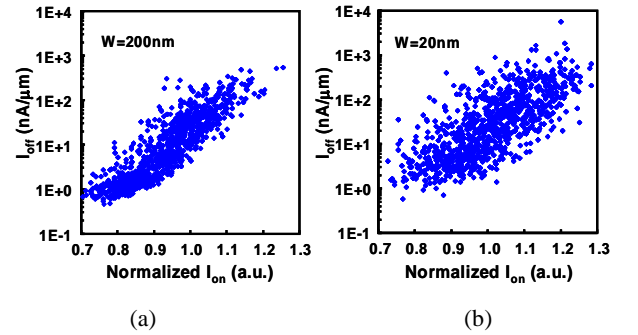 1E+4
1E+3
1E+2
1E+1
1E+0
1E-1
I_off (nA/μm)
W=200nm
0.7 0.8 0.9 1.0 1.1 1.2 1.3
Normalized I_on (a.u.)
(a)
1E+4
1E+3
1E+2
1E+1
1E+0
1E-1
I_off (nA/μm)
W=20nm
0.7 0.8 0.9 1.0 1.1 1.2 1.3
Normalized I_on (a.u.)
(b)